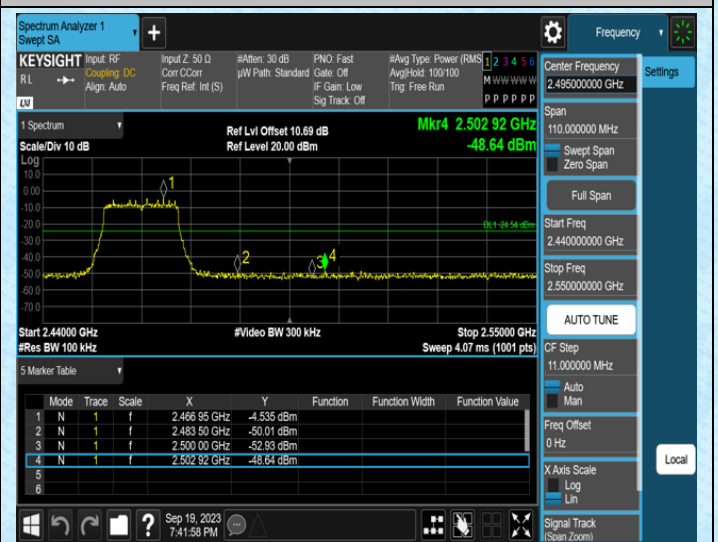 Spectrum Analyzer 1
Swept SA
+
Frequency
KEYSIGHT
RL
LXI
Input: RF
Coupling: DC
Align: Auto
Input Z: 50 Ω
Corr CCorr
Freq Ref: Int (S)
#Atten: 30 dB
µW Path: Standard
PNO: Fast
Gate: Off
IF Gain: Low
Sig Track: Off
#Avg Type: Power (RMS
Avg|Hold: 100/100
Trig: Free Run
1 2 3 4 5 6
M W W W W W
P P P P P P
1 Spectrum
Scale/Div 10 dB
Ref Lvl Offset 10.69 dB
Ref Level 20.00 dBm
Mkr4 2.502 92 GHz
-48.64 dBm
Log
10.0
0.00
-10.0
-20.0
-30.0
-40.0
-50.0
-60.0
-70.0
1
2
3
4
DL1 -24.54 dBm
Start 2.44000 GHz
#Res BW 100 kHz
#Video BW 300 kHz
Stop 2.55000 GHz
Sweep 4.07 ms (1001 pts)
5 Marker Table
Mode Trace Scale X Y Function Function Width Function Value
1 N 1 f 2.466 95 GHz -4.535 dBm
2 N 1 f 2.483 50 GHz -50.01 dBm
3 N 1 f 2.500 00 GHz -52.93 dBm
4 N 1 f 2.502 92 GHz -48.64 dBm
5
6
?
Sep 19, 2023
7:41:58 PM
Center Frequency
2.495000000 GHz
Settings
Span
110.000000 MHz
Swept Span
Zero Span
Full Span
Start Freq
2.440000000 GHz
Stop Freq
2.550000000 GHz
AUTO TUNE
CF Step
11.000000 MHz
Auto
Man
Freq Offset
0 Hz
X Axis Scale
Log
Lin
Local
Signal Track
(Span Zoom)